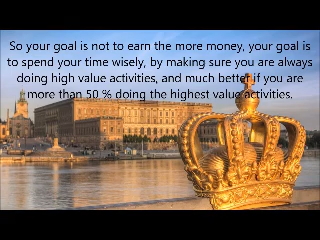 So your goal is not to earn the more money, your goal is
to spend your time wisely, by making sure you are always
doing high value activities, and much better if you are
more than 50 % doing the highest value activities.